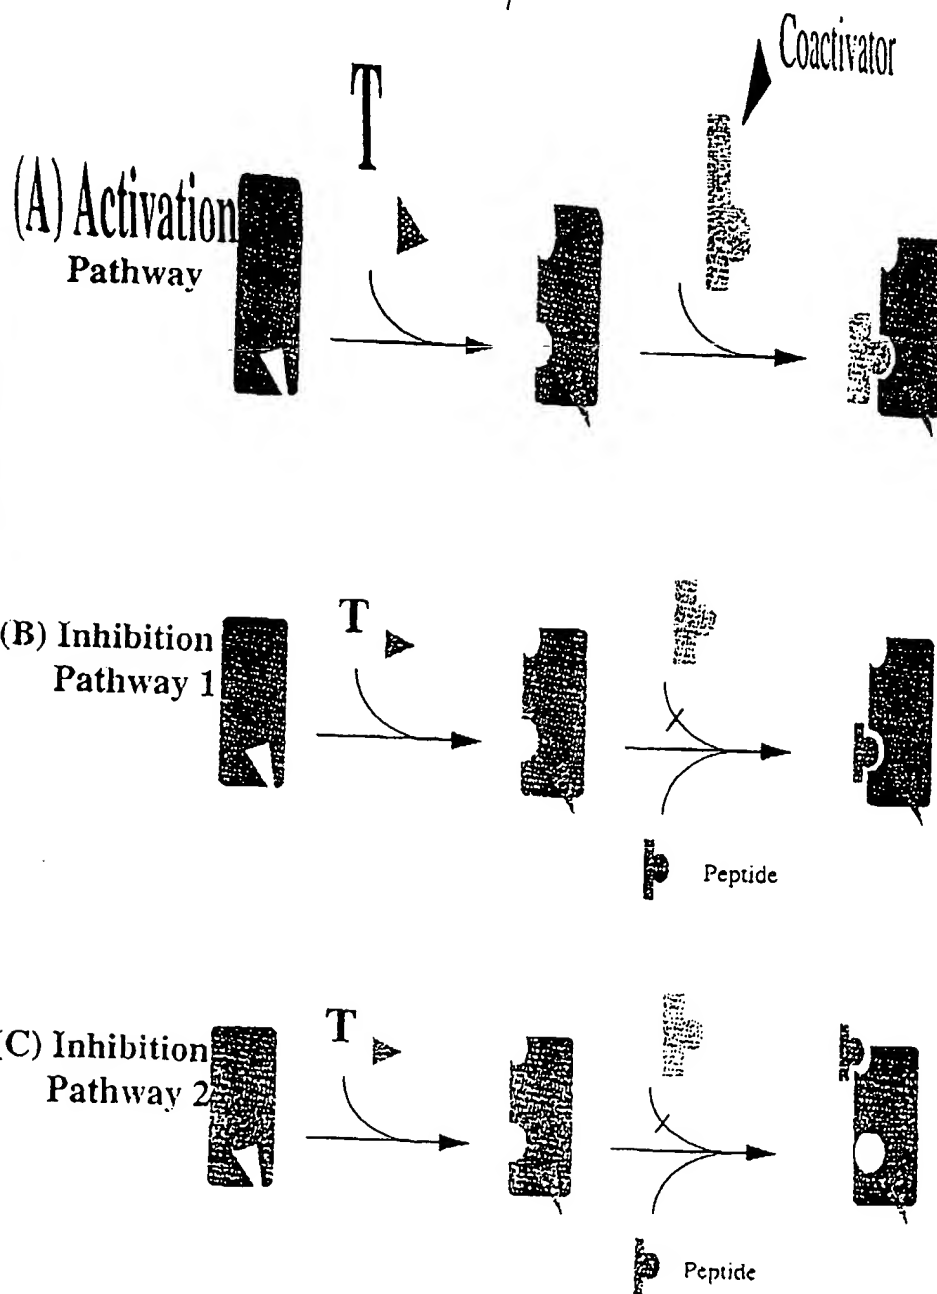 Coactivator
T
(A) Activation
Pathway
T
(B) Inhibition
Pathway 1
Peptide
T
(C) Inhibition
Pathway 2
Peptide